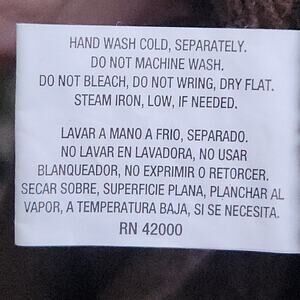 HAND WASH COLD, SEPARATELY.
DO NOT MACHINE WASH.
DO NOT BLEACH, DO NOT WRING, DRY FLAT.
STEAM IRON, LOW, IF NEEDED.
LAVAR A MANO A FRIO, SEPARADO.
NO LAVAR EN LAVADORA, NO USAR
BLANQUEADOR, NO EXPRIMIR O RETORCER.
SECAR SOBRE, SUPERFICIE PLANA, PLANCHAR AL
VAPOR, A TEMPERATURA BAJA, SI SE NECESITA.
RN 42000